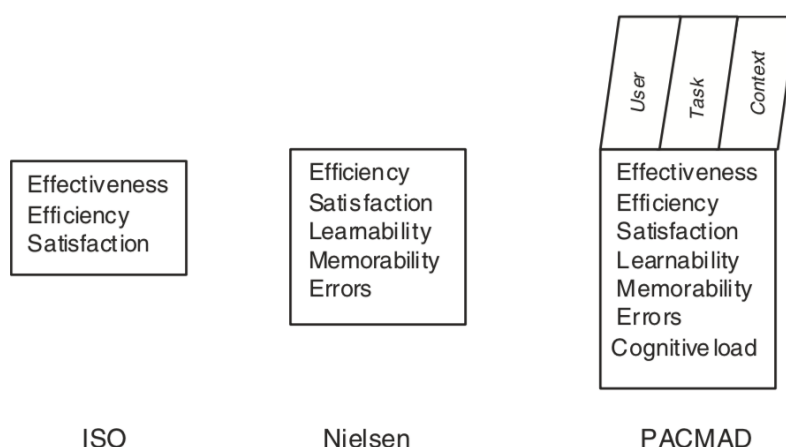 User
Task
Context
Effectiveness
Efficiency
Satisfaction
ISO
Efficiency
Satisfaction
Learnability
Memorability
Errors
Nielsen
Effectiveness
Efficiency
Satisfaction
Learnability
Memorability
Errors
Cognitive load
PACMAD